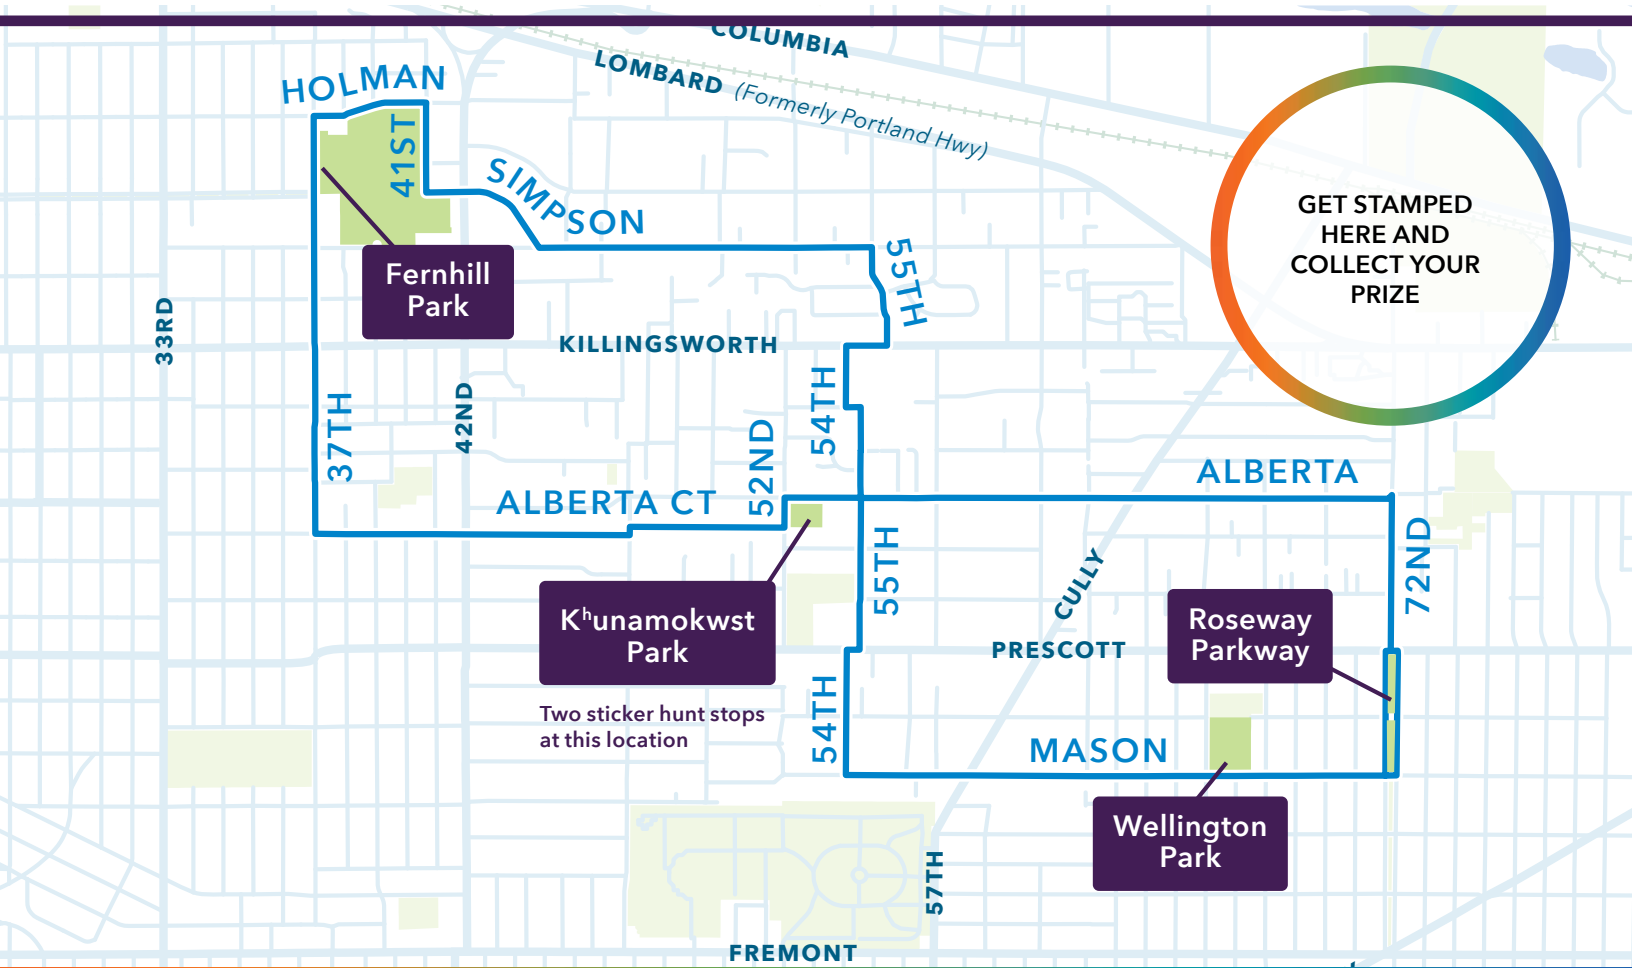 COLUMBIA
LOMBARD (Formerly Portland Hwy)
HOLMAN
41ST
SIMPSON
GET STAMPED
HERE AND
COLLECT YOUR
PRIZE
55TH
Fernhill
Park
33RD
KILLINGSWORTH
37TH
42ND
54TH
52ND
ALBERTA CT
ALBERTA
55TH
72ND
CULLY
Kʰunamokwst
Park
Roseway
Parkway
PRESCOTT
Two sticker hunt stops
at this location
54TH
MASON
Wellington
Park
57TH
FREMONT